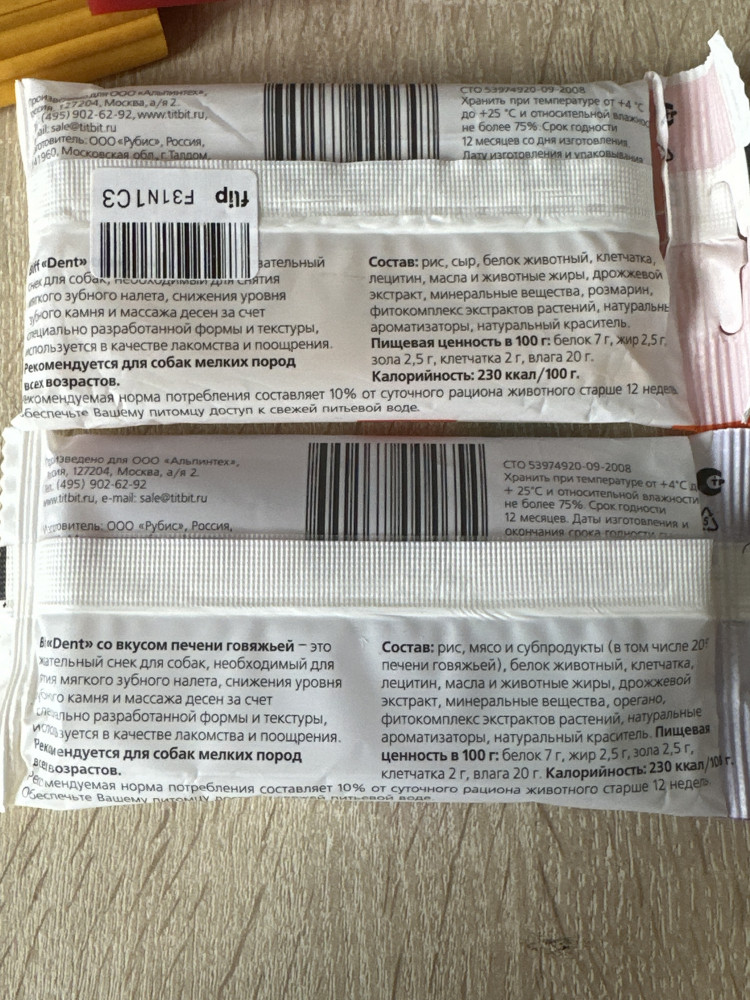 для ООО «Альпинтех»,
127204, Москва, а/я 2.
(495) 902-62-92, www.titbit.ru,
sale@titbit.ru
ООО «Рубис», Россия,
Московская обл., г. Талдом
СТО 53974920-09-2008
Хранить при температуре от +4 °С
до +25 °С и относительной
не более 75%. Срок годности
12 месяцев со дня изготовления.
Дату изготовления и упаковывания
flip F31N1C3
«Dent»
снек для собак, необходимый для снятия
мягкого зубного налета, снижения уровня
зубного камня и массажа десен за счет
специально разработанной формы и текстуры,
используется в качестве лакомства и поощрения.
Рекомендуется для собак мелких пород
всех возрастов.
Состав: рис, сыр, белок животный, клетчатка,
лецитин, масла и животные жиры, дрожжевой
экстракт, минеральные вещества, розмарин,
фитокомплекс экстрактов растений, натуральн
ароматизаторы, натуральный краситель.
Пищевая ценность в 100 г: белок 7 г, жир 2,5 г,
зола 2,5 г, клетчатка 2 г, влага 20 г.
Калорийность: 230 ккал/100 г.
екомендуемая норма потребления составляет 10% от суточного рациона животного старше 12 недель
беспечьте Вашему питомцу доступ к свежей питьевой воде.
для ООО «Альпинтех»,
127204, Москва, а/я 2.
(495) 902-62-92
www.titbit.ru, e-mail: sale@titbit.ru
ООО «Рубис», Россия,
СТО 53974920-09-2008
Хранить при температуре от +4°С д
+ 25°С и относительной влажности
не более 75%. Срок годности
12 месяцев. Даты изготовления и
окончания срока годности
«Dent» со вкусом печени говяжьей – это
жательный снек для собак, необходимый для
тия мягкого зубного налета, снижения уровня
зубного камня и массажа десен за счет
специально разработанной формы и текстуры,
используется в качестве лакомства и поощрения.
Рекомендуется для собак мелких пород
всех возрастов.
Состав: рис, мясо и субпродукты (в том числе 20%
печени говяжьей), белок животный, клетчатка,
лецитин, масла и животные жиры, дрожжевой
экстракт, минеральные вещества, орегано,
фитокомплекс экстрактов растений, натуральные
ароматизаторы, натуральный краситель. Пищевая
ценность в 100 г: белок 7 г, жир 2,5 г, зола 2,5 г,
клетчатка 2 г, влага 20 г. Калорийность: 230 ккал/100 г.
Рекомендуемая норма потребления составляет 10% от суточного рациона животного старше 12 недель
Обеспечьте Вашему питомцу доступ к свежей питьевой воде.